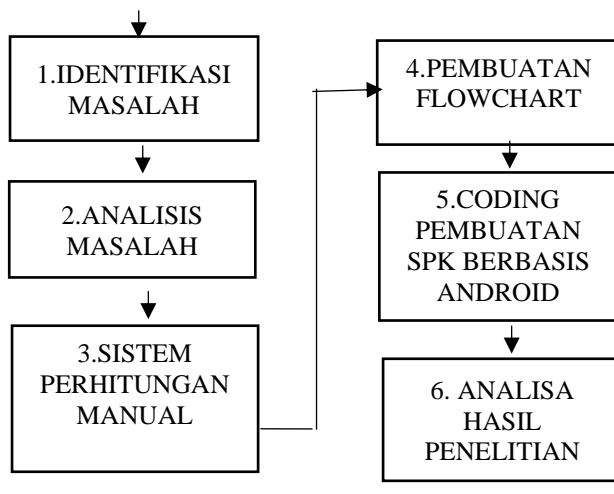 1.IDENTIFIKASI
MASALAH
2.ANALISIS
MASALAH
3.SISTEM
PERHITUNGAN
MANUAL
4.PEMBUATAN
FLOWCHART
5.CODING
PEMBUATAN
SPK BERBASIS
ANDROID
6. ANALISA
HASIL
PENELITIAN